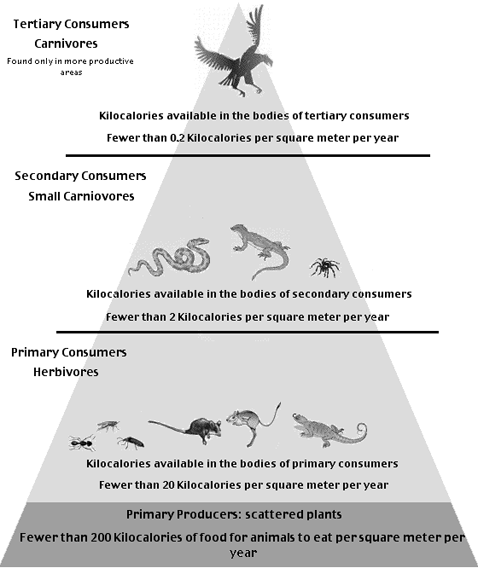 Tertiary Consumers
Carnivores
Found only in more productive
areas
Kilocalories available in the bodies of tertiary consumers
Fewer than 0.2 Kilocalories per square meter per year
Secondary Consumers
Small Carniovores
Kilocalories available in the bodies of secondary consumers
Fewer than 2 Kilocalories per square meter per year
Primary Consumers
Herbivores
Kilocalories available in the bodies of primary consumers
Fewer than 20 Kilocalories per square meter per year
Primary Producers: scattered plants
Fewer than 200 Kilocalories of food for animals to eat per square meter per
year